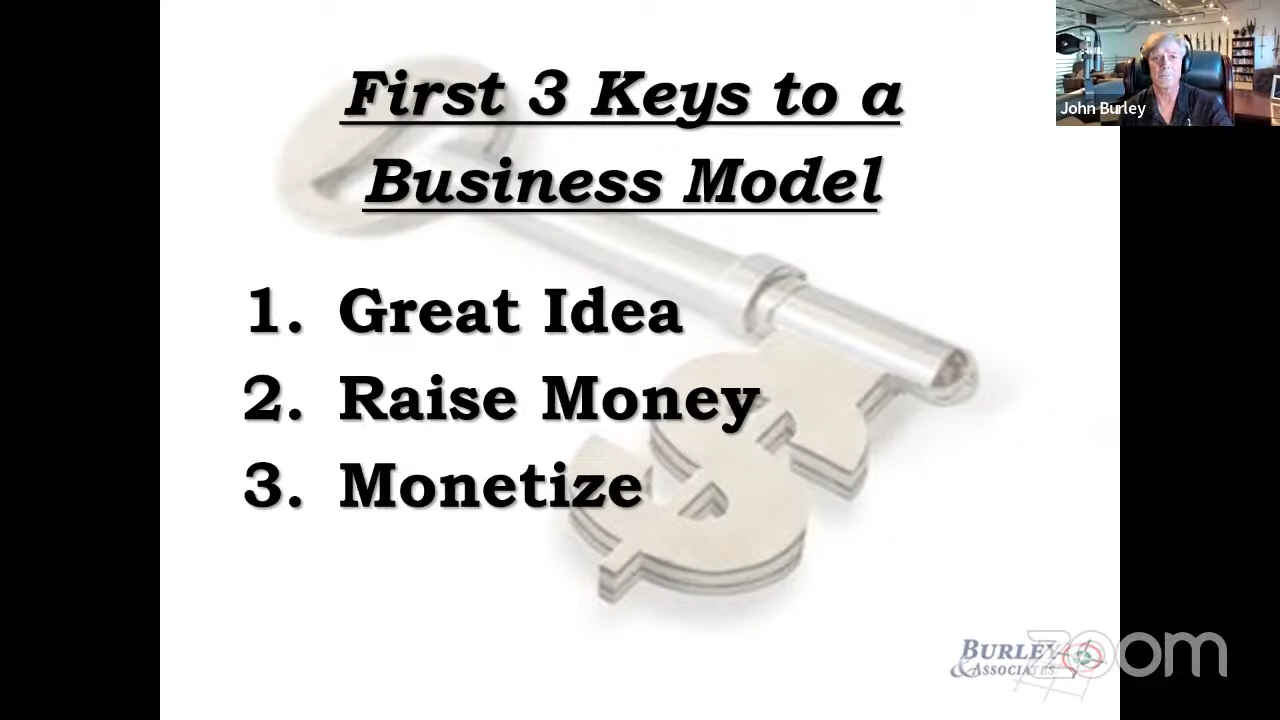 First 3 Keys to a
Business Model
1. Great Idea
2. Raise Money
3. Monetize
John Burley
BURLEY
& ASSOCIATES
zoom